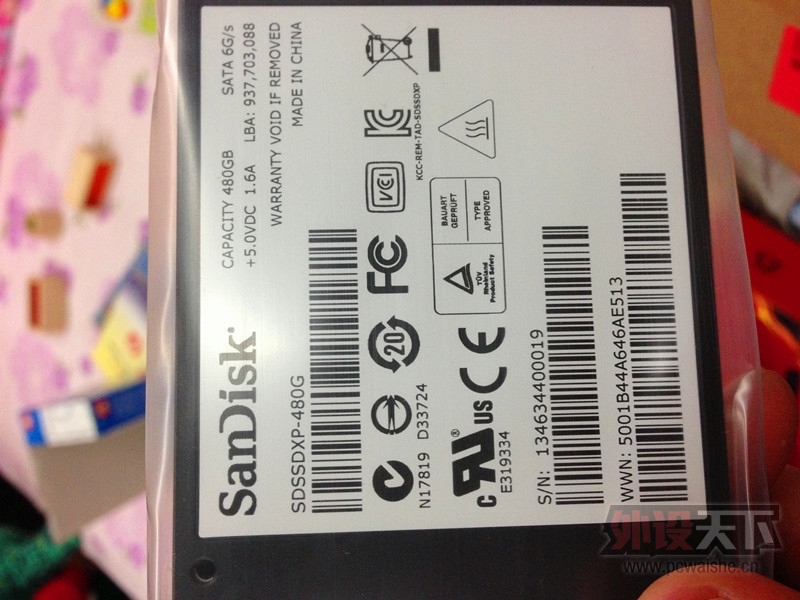 SanDisk
CAPACITY 480GB SATA 6G/s
+5.0VDC 1.6A LBA: 937,703,088
WARRANTY VOID IF REMOVED
MADE IN CHINA
SDSSDXP-480G
N17819 D33724
20
FC
VCI
KCC-REM-TAD-SDSSDXP
c RU® US
E319334
CE
TÜV
Rheinland
Product Safety
BAUART
GEPRÜFT
TYPE
APPROVED
S/N: 134634400019
WWN: 5001B44A646AE513
外设天下
www.pcwaishe.cn